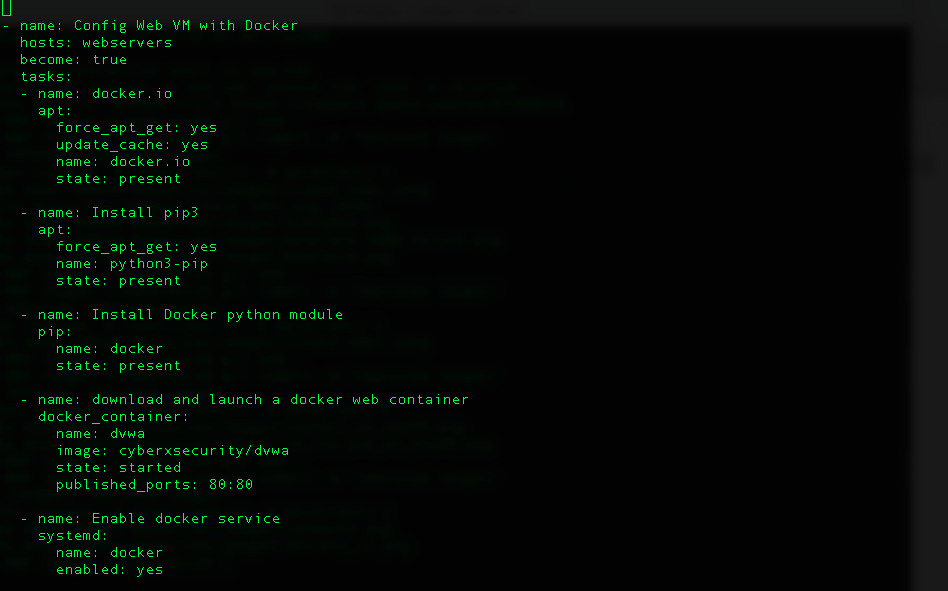 - name: Config Web VM with Docker
  hosts: webservers
  become: true
  tasks:
  - name: docker.io
    apt:
      force_apt_get: yes
      update_cache: yes
      name: docker.io
      state: present

  - name: Install pip3
    apt:
      force_apt_get: yes
      name: python3-pip
      state: present

  - name: Install Docker python module
    pip:
      name: docker
      state: present

  - name: download and launch a docker web container
    docker_container:
      name: dvwa
      image: cyberxsecurity/dvwa
      state: started
      published_ports: 80:80

  - name: Enable docker service
    systemd:
      name: docker
      enabled: yes